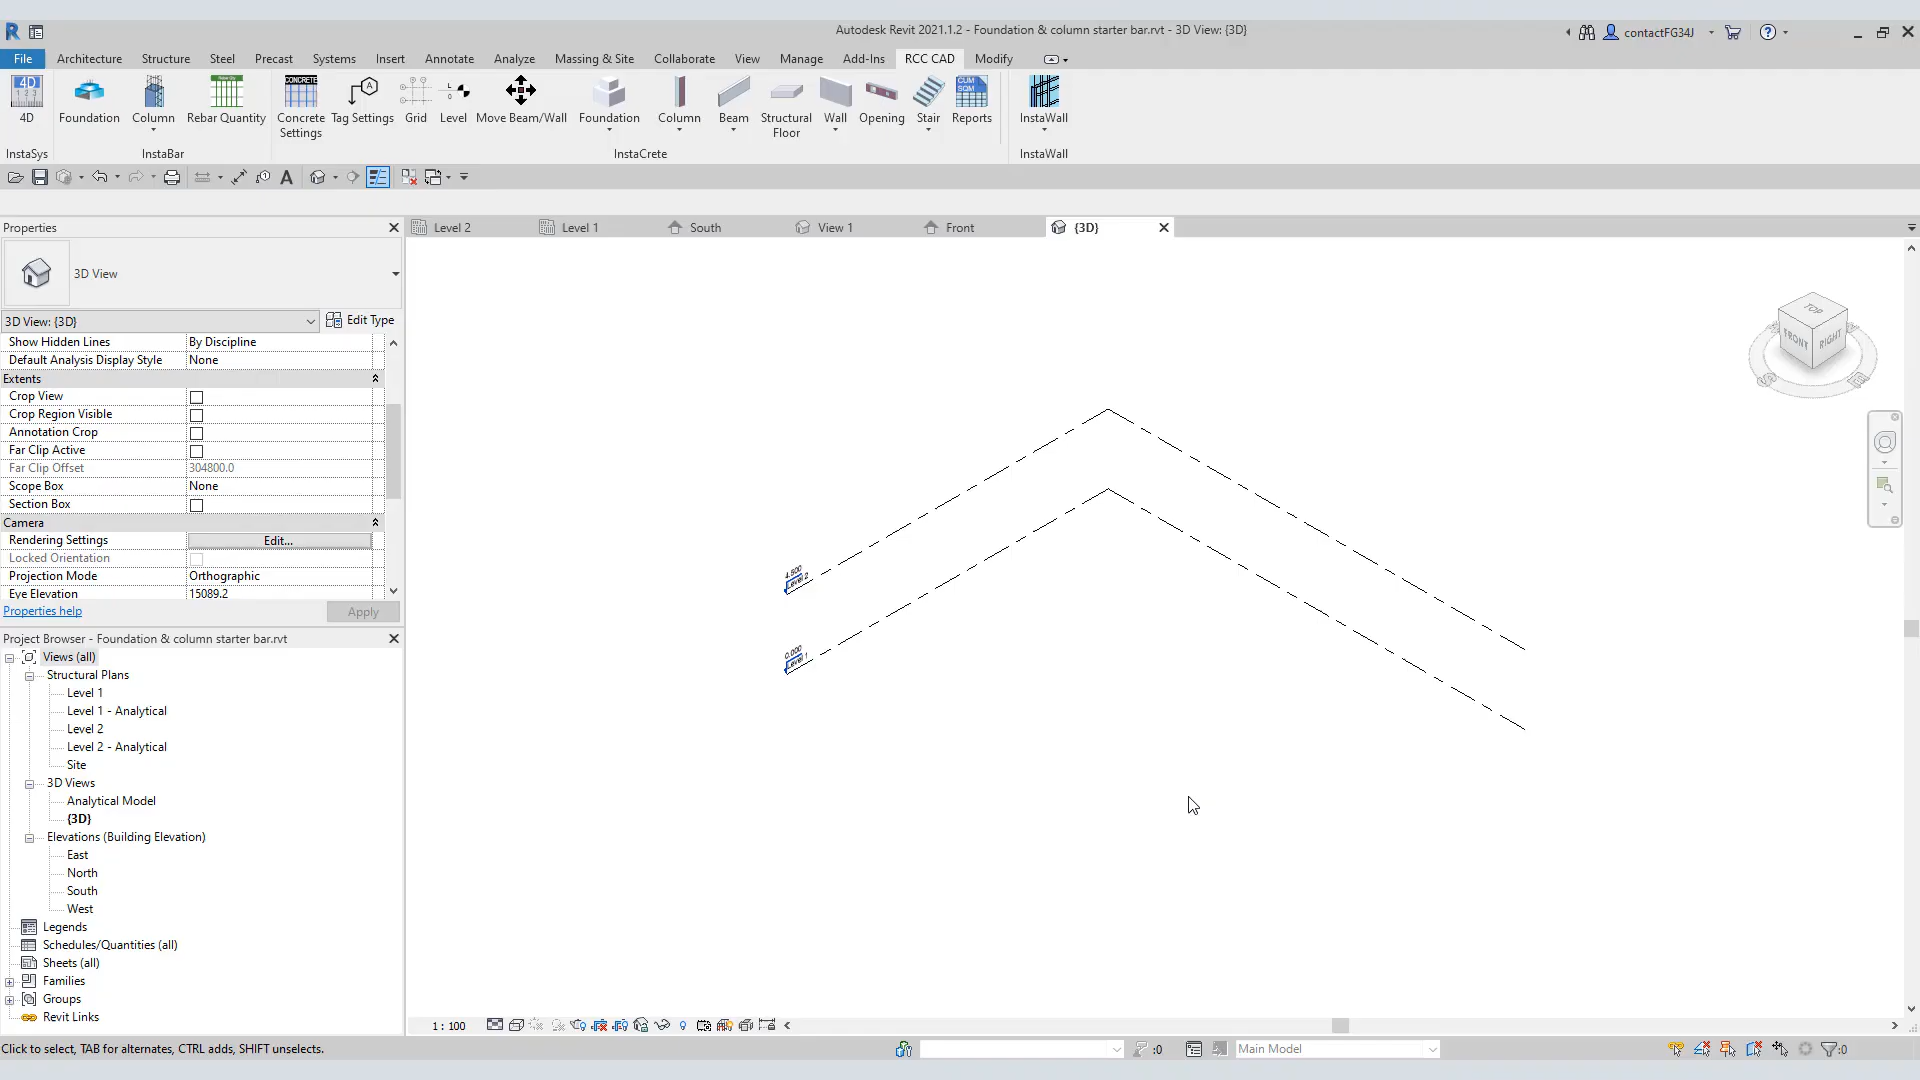 Autodesk Revit 2021.1.2 - Foundation & column starter bar.rvt - 3D View: {3D}
contactFG34J
File Architecture Structure Steel Precast Systems Insert Annotate Analyze Massing & Site Collaborate View Manage Add-Ins RCC CAD Modify
4D Foundation Column Rebar Quantity Concrete Settings Tag Settings Grid Level Move Beam/Wall Foundation Column Beam Structural Floor Wall Opening Stair Reports InstaWall
InstaSys InstaBar InstaCrete InstaWall
Properties
Level 2 Level 1 South View 1 Front {3D}
3D View
3D View: {3D} Edit Type
Show Hidden Lines By Discipline
Default Analysis Display Style None
Extents
Crop View
Crop Region Visible
Annotation Crop
Far Clip Active
Far Clip Offset 304800.0
Scope Box None
Section Box
Camera
Rendering Settings Edit...
Locked Orientation
Projection Mode Orthographic
Eye Elevation 15089.2
Properties help Apply
TOP
FRONT RIGHT
S E
Level 2
0.000
Level 1
Project Browser - Foundation & column starter bar.rvt
Views (all)
Structural Plans
Level 1
Level 1 - Analytical
Level 2
Level 2 - Analytical
Site
3D Views
Analytical Model
{3D}
Elevations (Building Elevation)
East
North
South
West
Legends
Schedules/Quantities (all)
Sheets (all)
Families
Groups
Revit Links
1 : 100
Click to select, TAB for alternates, CTRL adds, SHIFT unselects.
:0 Main Model :0